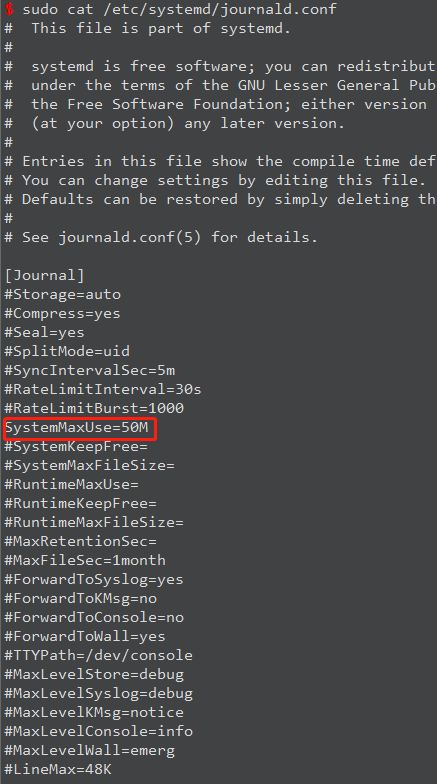 $ sudo cat /etc/systemd/journald.conf
#  This file is part of systemd.
#
#  systemd is free software; you can redistribut
#  under the terms of the GNU Lesser General Pub
#  the Free Software Foundation; either version
#  (at your option) any later version.
#
# Entries in this file show the compile time def
# You can change settings by editing this file.
# Defaults can be restored by simply deleting th
#
# See journald.conf(5) for details.

[Journal]
#Storage=auto
#Compress=yes
#Seal=yes
#SplitMode=uid
#SyncIntervalSec=5m
#RateLimitInterval=30s
#RateLimitBurst=1000
SystemMaxUse=50M
#SystemKeepFree=
#SystemMaxFileSize=
#RuntimeMaxUse=
#RuntimeKeepFree=
#RuntimeMaxFileSize=
#MaxRetentionSec=
#MaxFileSec=1month
#ForwardToSyslog=yes
#ForwardToKMsg=no
#ForwardToConsole=no
#ForwardToWall=yes
#TTYPath=/dev/console
#MaxLevelStore=debug
#MaxLevelSyslog=debug
#MaxLevelKMsg=notice
#MaxLevelConsole=info
#MaxLevelWall=emerg
#LineMax=48K